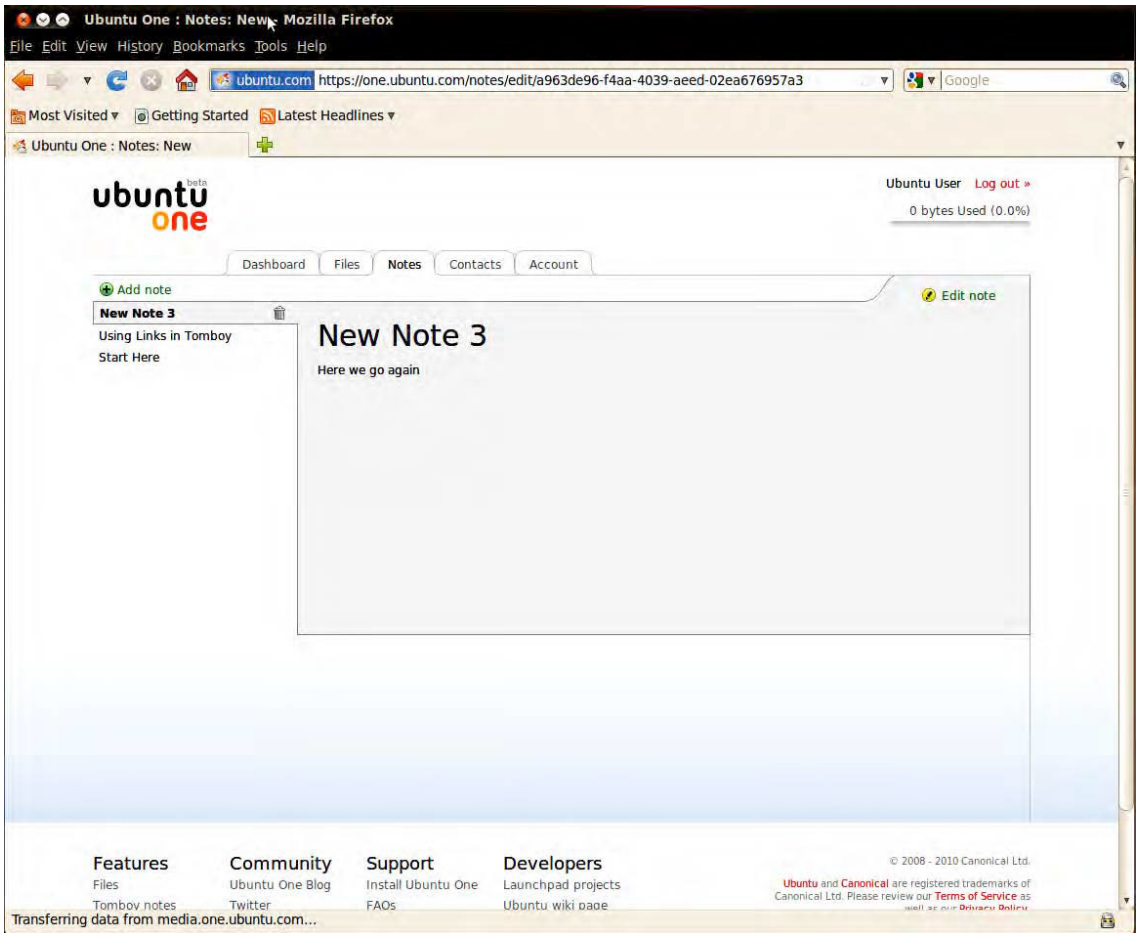 Ubuntu One : Notes: New - Mozilla Firefox
File Edit View History Bookmarks Tools Help
ubuntu.com https://one.ubuntu.com/notes/edit/a963de96-f4aa-4039-aeed-02ea676957a3 Google
Most Visited Getting Started Latest Headlines
Ubuntu One : Notes: New
ubuntu beta
one
Ubuntu User Log out »
0 bytes Used (0.0%)
Dashboard Files Notes Contacts Account
Add note
Edit note
New Note 3
Using Links in Tomboy
Start Here
New Note 3
Here we go again
Features Community Support Developers
Files Ubuntu One Blog Install Ubuntu One Launchpad projects
Tomboy notes Twitter FAQs Ubuntu wiki page
© 2008 - 2010 Canonical Ltd.
Ubuntu and Canonical are registered trademarks of
Canonical Ltd. Please review our Terms of Service as
well as our Privacy Policy.
Transferring data from media.one.ubuntu.com...